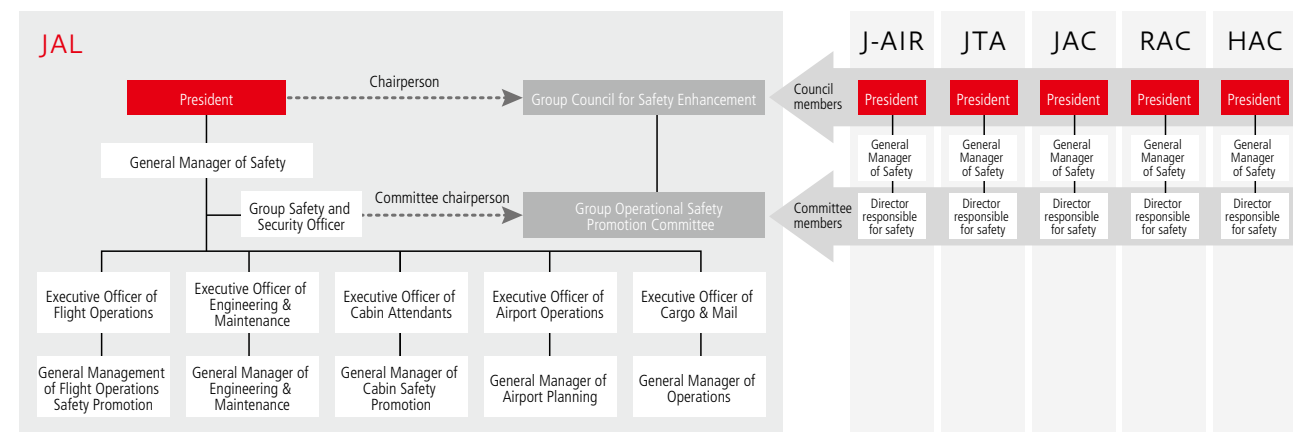 JAL
J-AIR
JTA
JAC
RAC
HAC
President
Chairperson
Group Council for Safety Enhancement
Council
members
President
President
President
President
President
General Manager of Safety
General
Manager
of Safety
General
Manager
of Safety
General
Manager
of Safety
General
Manager
of Safety
General
Manager
of Safety
Group Safety and
Security Officer
Committee chairperson
Group Operational Safety
Promotion Committee
Committee
members
Director
responsible
for safety
Director
responsible
for safety
Director
responsible
for safety
Director
responsible
for safety
Director
responsible
for safety
Executive Officer of
Flight Operations
Executive Officer of
Engineering &
Maintenance
Executive Officer of
Cabin Attendants
Executive Officer of
Airport Operations
Executive Officer of
Cargo & Mail
General Management
of Flight Operations
Safety Promotion
General Manager of
Engineering &
Maintenance
General Manager of
Cabin Safety
Promotion
General Manager of
Airport Planning
General Manager of
Operations